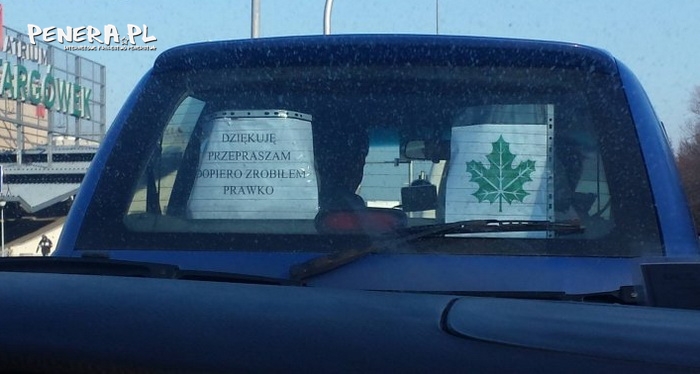 PENERA.PL
ATRIUM
TARGÓWEK
DZIĘKUJĘ
PRZEPRASZAM
DOPIERO ZROBIŁEM
PRAWKO